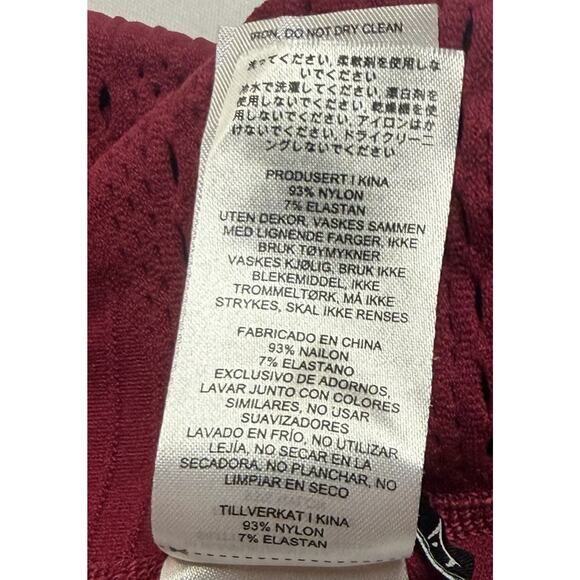 IRON, DO NOT DRY CLEAN
洗ってください, 柔軟剤を使用しな
いでください
冷水で洗濯してください, 漂白剤を
使用しないでください, 乾燥機を使
用しないでください, アイロンはか
けないでください, ドライクリーニ
ングしないでください
PRODUSERT I KINA
93% NYLON
7% ELASTAN
UTEN DEKOR, VASKES SAMMEN
MED LIGNENDE FARGER, IKKE
BRUK TØYMYKNER
VASKES KJØLIG, BRUK IKKE
BLEKEMIDDEL, IKKE
TROMMELTØRK, MÅ IKKE
STRYKES, SKAL IKKE RENSES
FABRICADO EN CHINA
93% NAILON
7% ELASTANO
EXCLUSIVO DE ADORNOS,
LAVAR JUNTO CON COLORES
SIMILARES, NO USAR
SUAVIZADORES
LAVADO EN FRÍO, NO UTILIZAR
LEJÍA, NO SECAR EN LA
SECADORA, NO PLANCHAR, NO
LIMPIAR EN SECO
TILLVERKAT I KINA
93% NYLON
7% ELASTAN